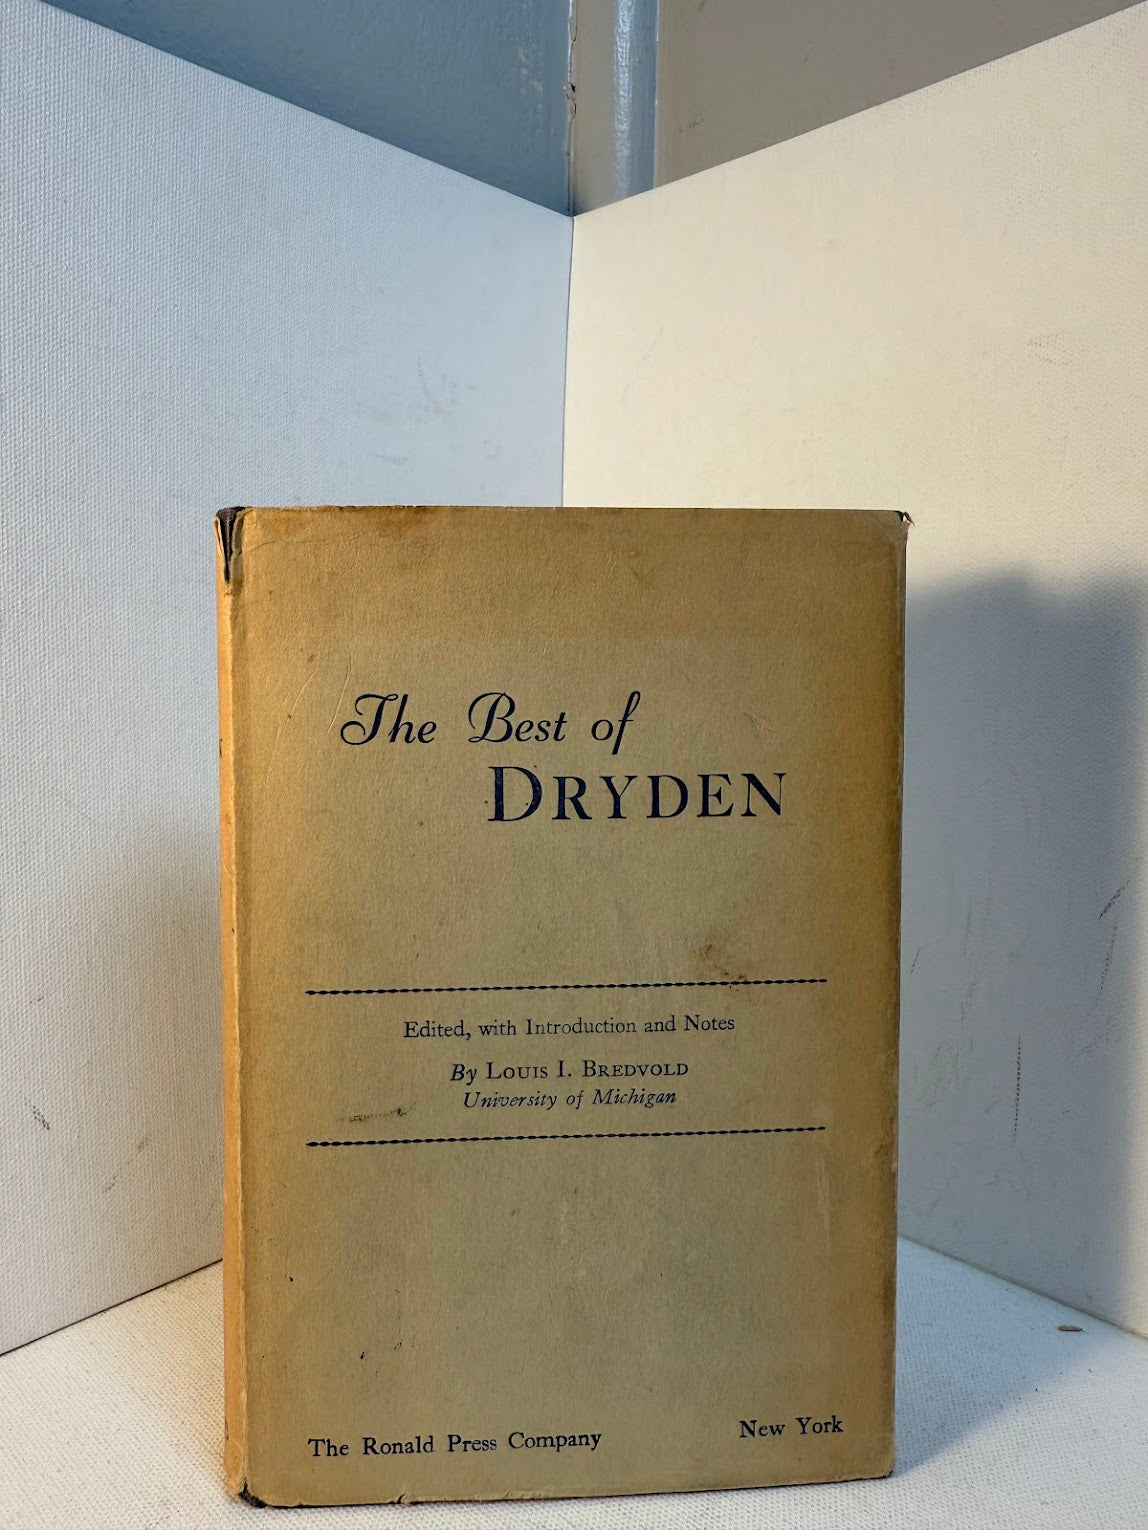 The Best of
DRYDEN
Edited, with Introduction and Notes
By LOUIS I. BREDVOLD
University of Michigan
The Ronald Press Company New York